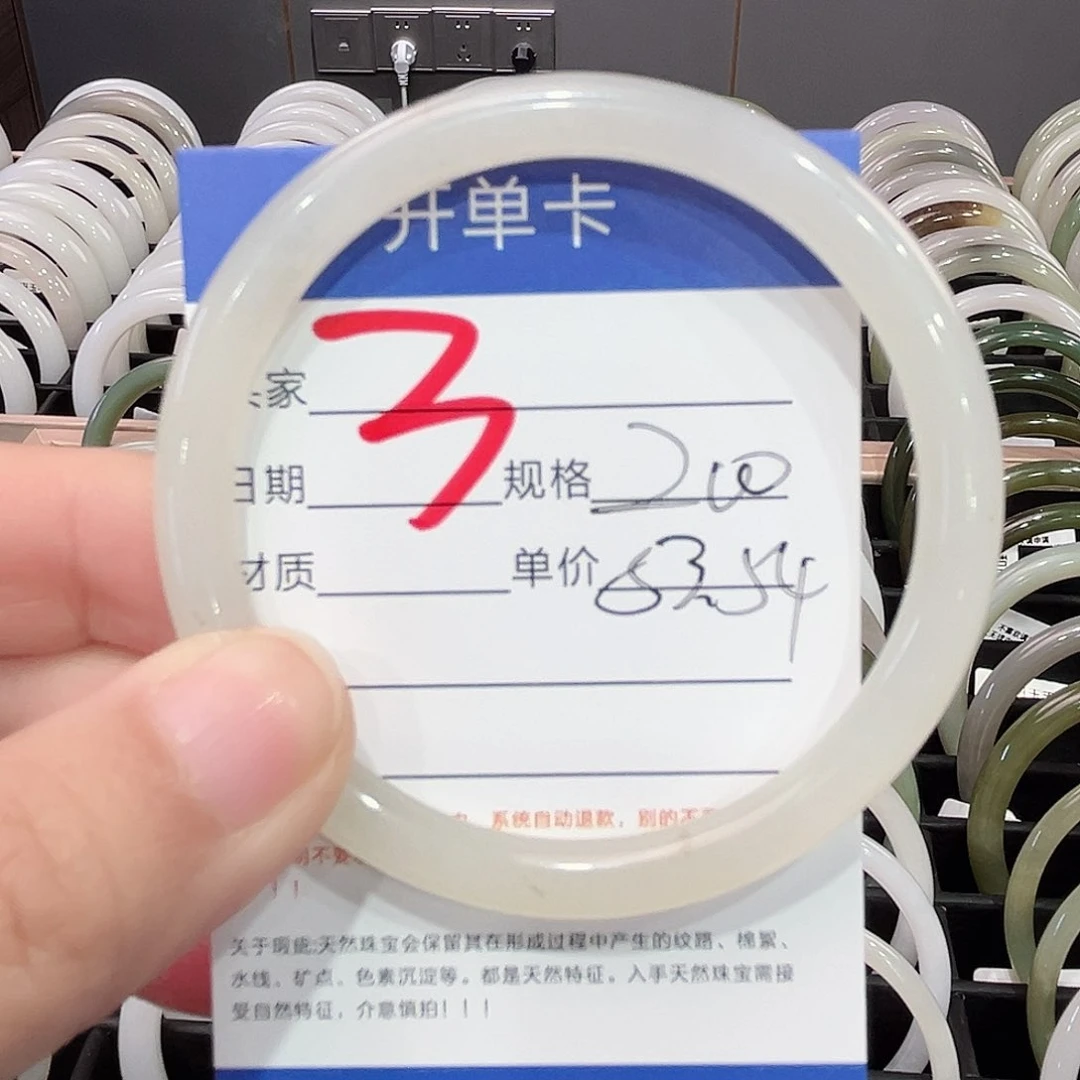 开单卡
3
家
日期 规格 210
材质 单价 63.54
系统自动退款，别的不
不要
！！
关于瑕疵:天然珠宝会保留其在形成过程中产生的纹路、棉絮、
水线、矿点、色素沉淀等。都是天然特征。入手天然珠宝需接
受自然特征，介意慎拍！！！